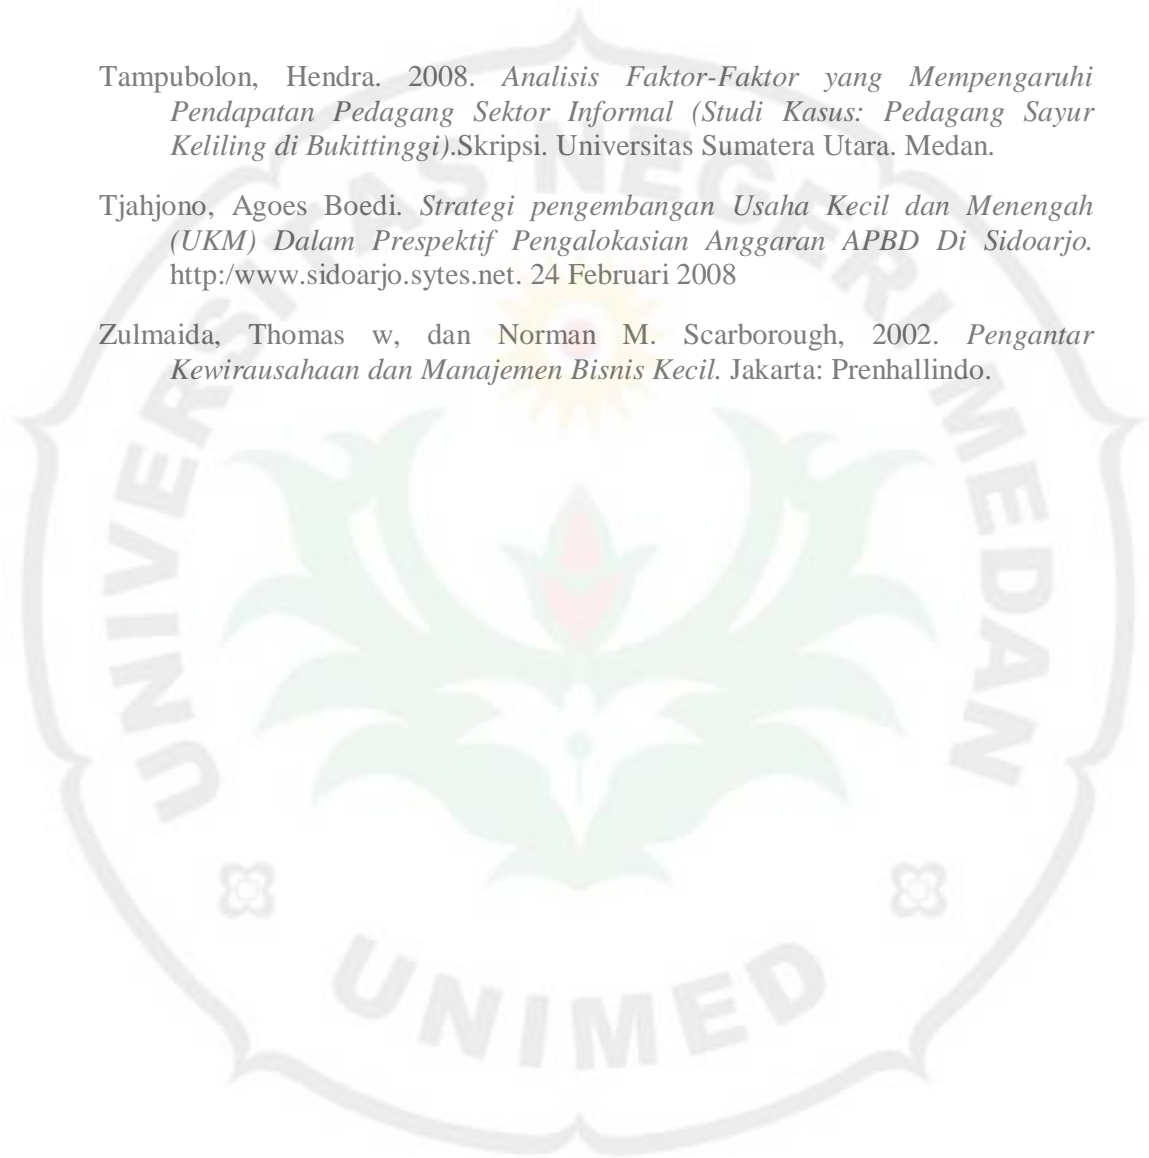 Tampubolon, Hendra. 2008. Analisis Faktor-Faktor yang Mempengaruhi
Pendapatan Pedagang Sektor Informal (Studi Kasus: Pedagang Sayur
Keliling di Bukittinggi).Skripsi. Universitas Sumatera Utara. Medan.
Tjahjono, Agoes Boedi. Strategi pengembangan Usaha Kecil dan Menengah
(UKM) Dalam Prespektif Pengalokasian Anggaran APBD Di Sidoarjo.
http:/www.sidoarjo.sytes.net. 24 Februari 2008
Zulmaida, Thomas w, dan Norman M. Scarborough, 2002. Pengantar
Kewirausahaan dan Manajemen Bisnis Kecil. Jakarta: Prenhallindo.
UNIVERSITAS NEGERI MEDAN
UNIMED